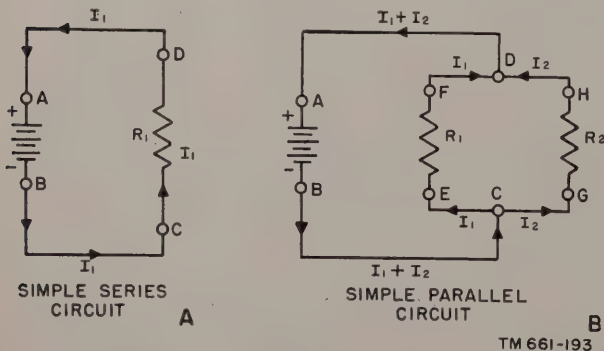 I₁
D
A
+
-
B
R₁
I₁
C
I₁
SIMPLE SERIES
CIRCUIT
A
I₁+I₂
D
I₁
I₂
A
+
-
B
F
H
R₁
R₂
E
C
G
I₁
I₂
I₁+I₂
SIMPLE PARALLEL
CIRCUIT
B
TM 661-193